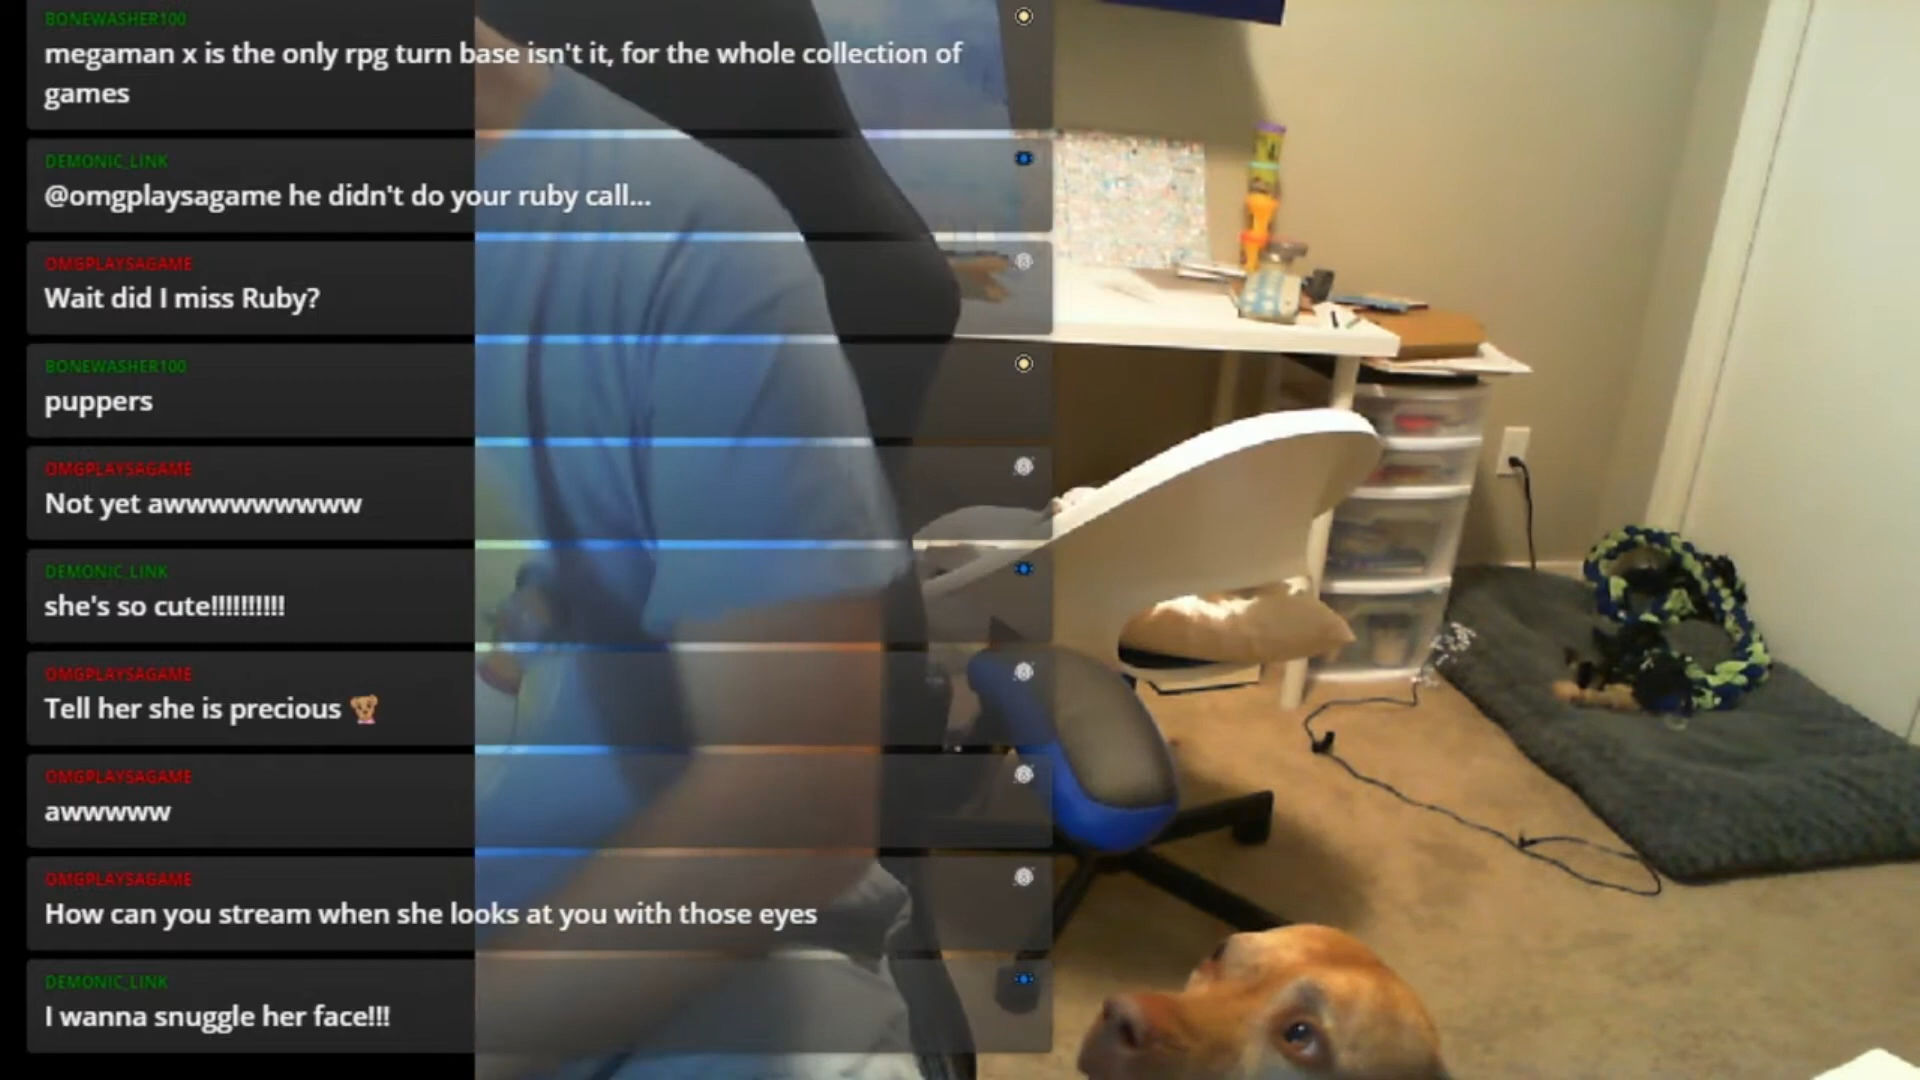 BONEWASHER100
megaman x is the only rpg turn base isn't it, for the whole collection of
games
DEMONIC_LINK
@omgplaysagame he didn't do your ruby call...
OMGPLAYSAGAME
Wait did I miss Ruby?
BONEWASHER100
puppers
OMGPLAYSAGAME
Not yet awwwwwwwwww
DEMONIC_LINK
she's so cute!!!!!!!!!!
OMGPLAYSAGAME
Tell her she is precious
OMGPLAYSAGAME
awwwww
OMGPLAYSAGAME
How can you stream when she looks at you with those eyes
DEMONIC_LINK
I wanna snuggle her face!!!